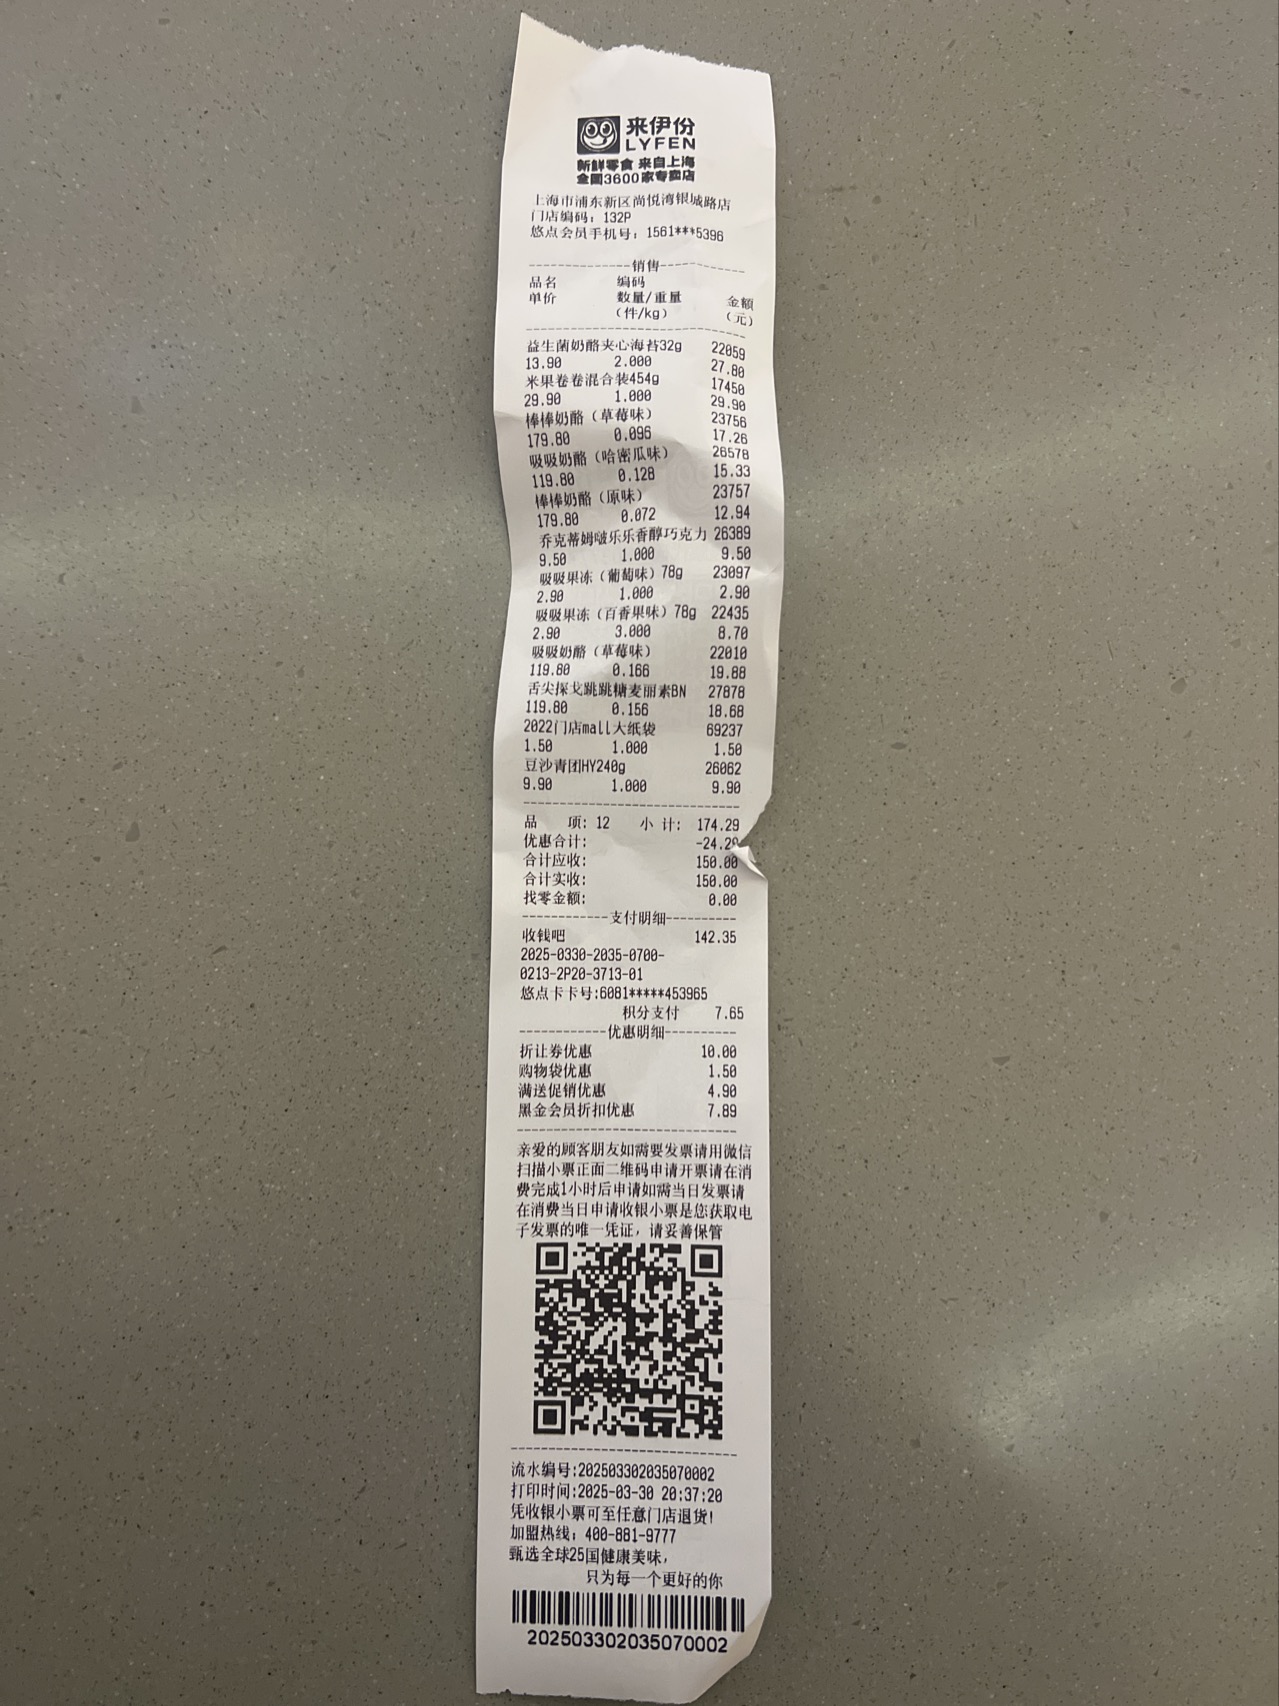 来伊份
LYFEN
新鲜零食 来自上海
全国3600家专卖店
上海市浦东新区尚悦湾银城路店
门店编码：132P
悠点会员手机号：1561***5396
--------------销售--------------
品名 编码
单价 数量/重量 金额
（件/kg） （元）
益生菌奶酪夹心海苔32g 22059
13.90 2.000 27.80
米果卷卷混合装454g 17450
29.90 1.000 29.90
棒棒奶酪（草莓味） 23756
179.80 0.096 17.26
吸吸奶酪（哈密瓜味） 26578
119.80 0.128 15.33
棒棒奶酪（原味） 23757
179.80 0.072 12.94
乔克蒂姆啵乐乐香醇巧克力 26389
9.50 1.000 9.50
吸吸果冻（葡萄味）78g 23097
2.90 1.000 2.90
吸吸果冻（百香果味）78g 22435
2.90 3.000 8.70
吸吸奶酪（草莓味） 22010
119.80 0.166 19.88
舌尖探戈跳跳糖麦丽素BN 27878
119.80 0.156 18.68
2022门店mall大纸袋 69237
1.50 1.000 1.50
豆沙青团HY240g 26062
9.90 1.000 9.90
品 项: 12 小 计: 174.29
优惠合计: -24.29
合计应收: 150.00
合计实收: 150.00
找零金额: 0.00
------------支付明细----------
收钱吧 142.35
2025-0330-2035-0700-
0213-2P20-3713-01
悠点卡卡号:6081*****453965
积分支付 7.65
------------优惠明细----------
折让券优惠 10.00
购物袋优惠 1.50
满送促销优惠 4.90
黑金会员折扣优惠 7.89
亲爱的顾客朋友如需要发票请用微信
扫描小票正面二维码申请开票请在消
费完成1小时后申请如需当日发票请
在消费当日申请收银小票是您获取电
子发票的唯一凭证，请妥善保管
流水编号:202503302035070002
打印时间:2025-03-30 20:37:20
凭收银小票可至任意门店退货!
加盟热线：400-881-9777
甄选全球25国健康美味，
只为每一个更好的你
202503302035070002